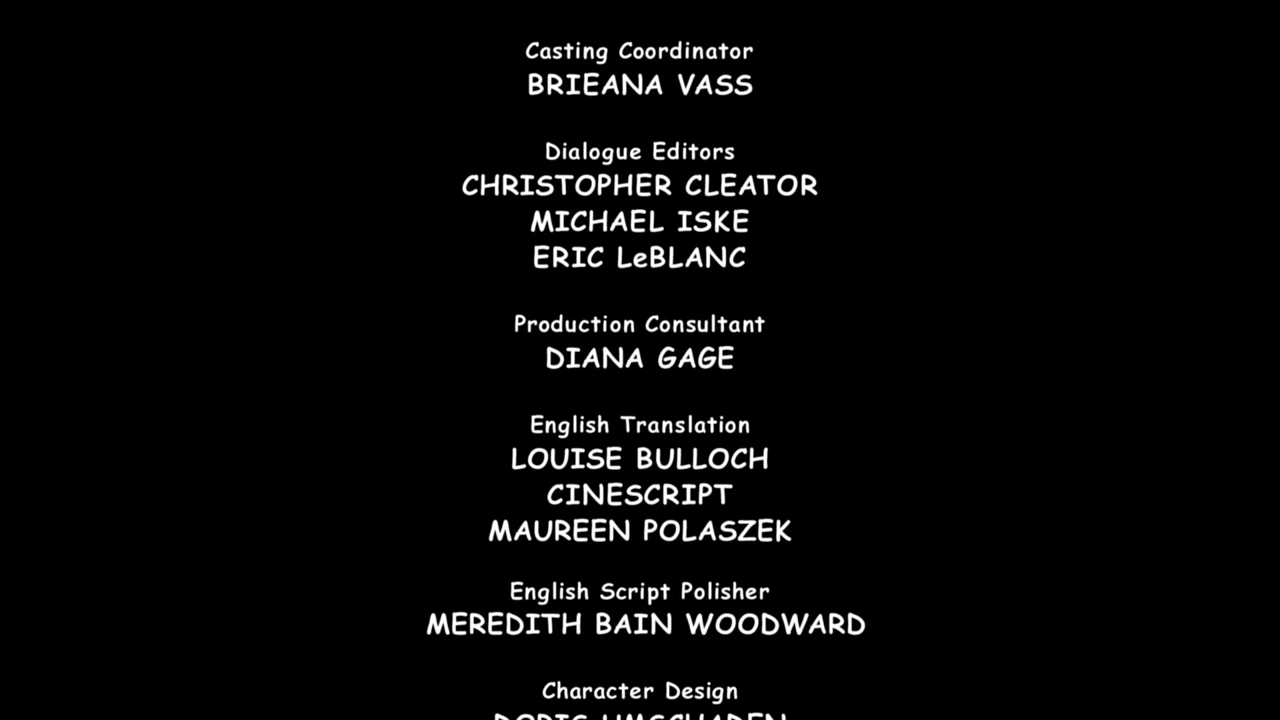 Casting Coordinator
BRIEANA VASS
Dialogue Editors
CHRISTOPHER CLEATOR
MICHAEL ISKE
ERIC LeBLANC
Production Consultant
DIANA GAGE
English Translation
LOUISE BULLOCH
CINESCRIPT
MAUREEN POLASZEK
English Script Polisher
MEREDITH BAIN WOODWARD
Character Design